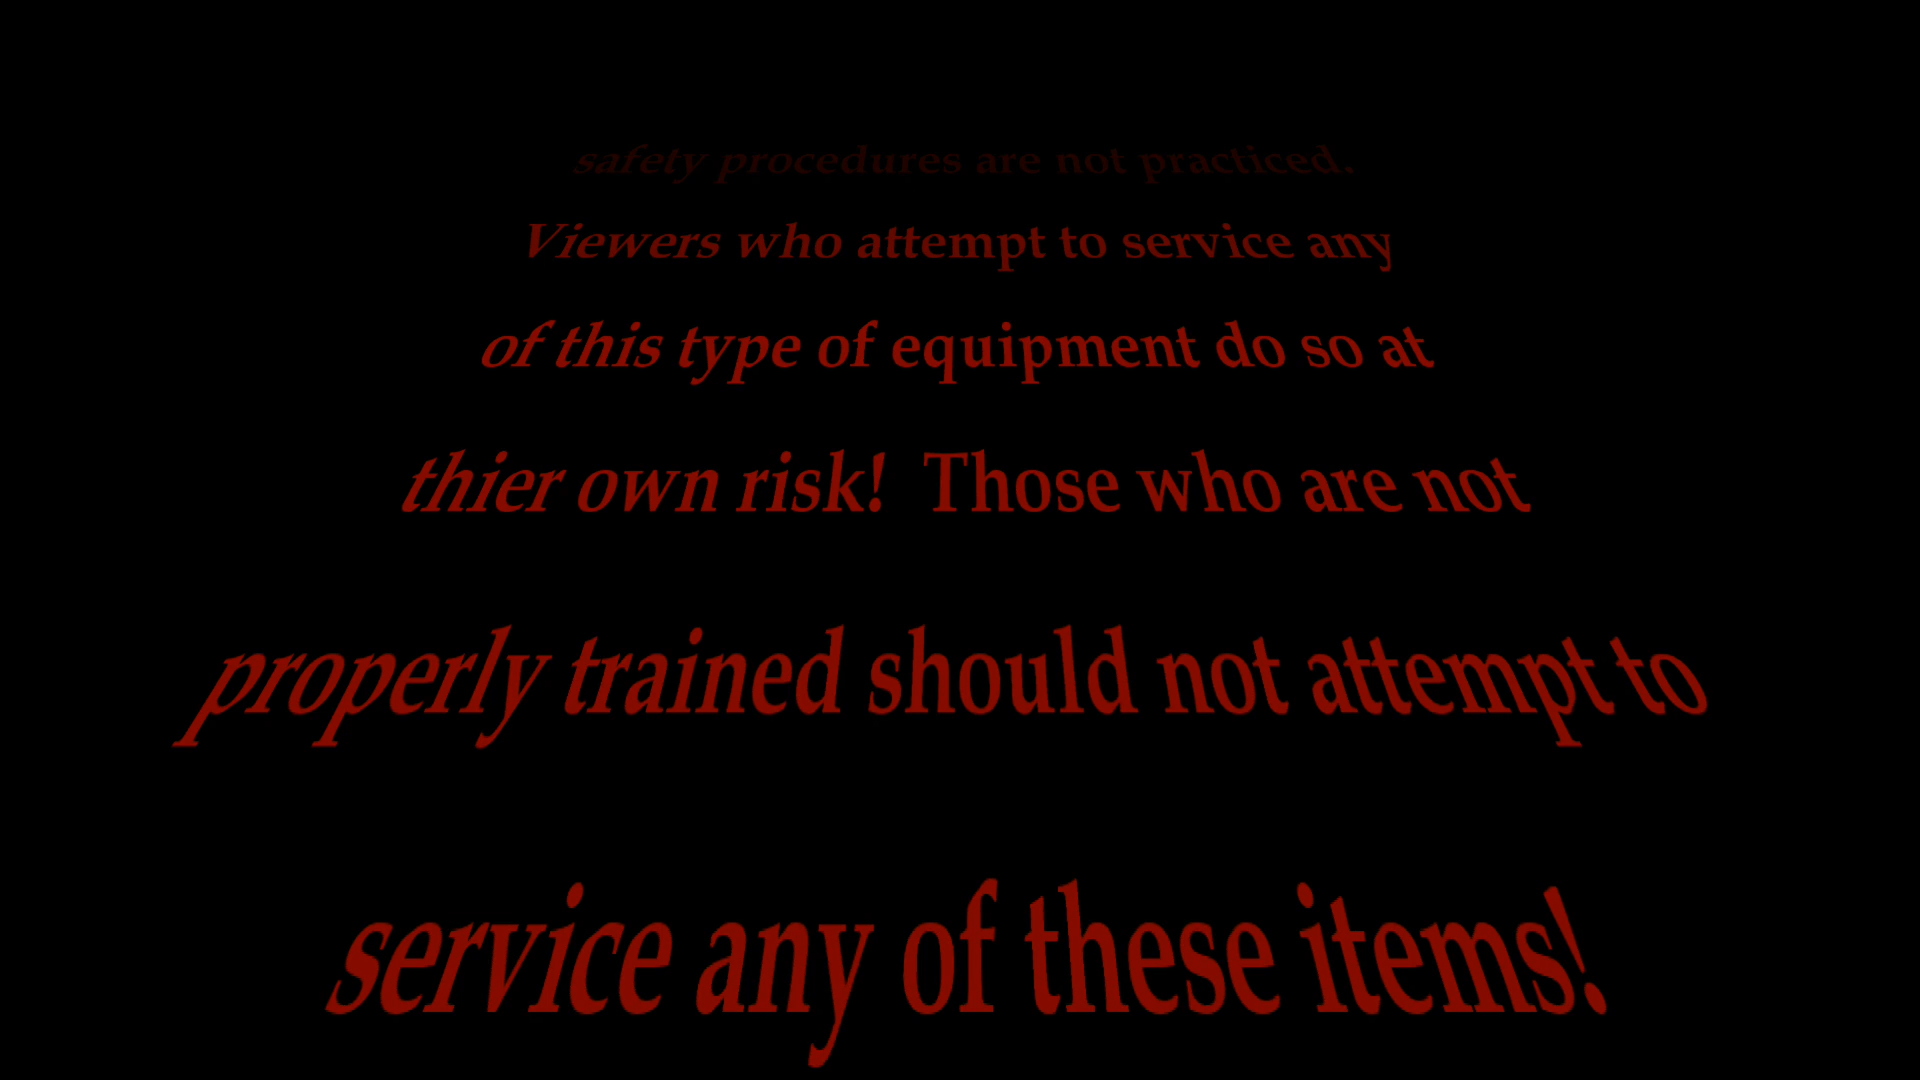 safety procedures are not practiced.
Viewers who attempt to service any
of this type of equipment do so at
thier own risk!  Those who are not
properly trained should not attempt to
service any of these items!